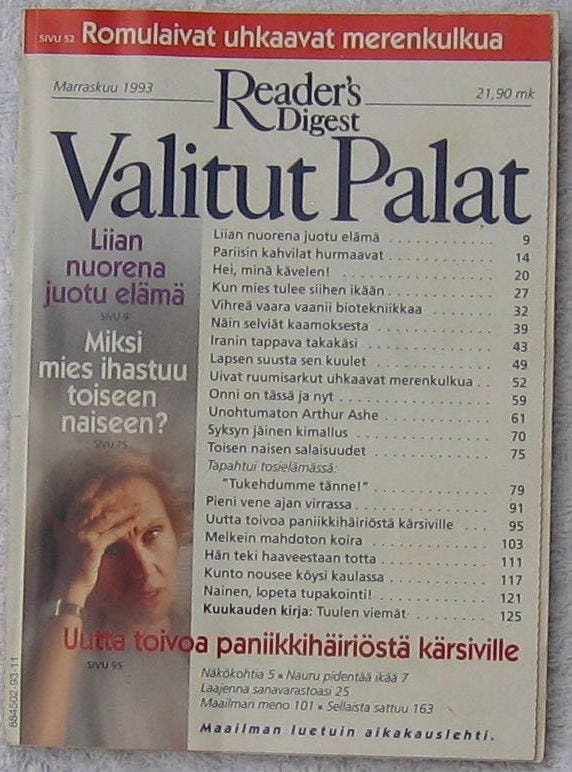 SIVU 52 Romulaivat uhkaavat merenkulkua
Marraskuu 1993
Reader's
Digest
21,90 mk
Valitut Palat
Liian
nuorena
juotu elämä
SIVU 9
Miksi
mies ihastuu
toiseen
naiseen?
SIVU 75
Liian nuorena juotu elämä . . . . . . . . . . . . 9
Pariisin kahvilat hurmaavat . . . . . . . . . . . . 14
Hei, minä kävelen! . . . . . . . . . . . . . . . . . . 20
Kun mies tulee siihen ikään . . . . . . . . . . . . 27
Vihreä vaara vaanii biotekniikkaa . . . . . . . . 32
Näin selviät kaamoksesta . . . . . . . . . . . . . 39
Iranin tappava takakäsi . . . . . . . . . . . . . . 43
Lapsen suusta sen kuulet . . . . . . . . . . . . . 49
Uivat ruumisarkut uhkaavat merenkulkua . . 52
Onni on tässä ja nyt . . . . . . . . . . . . . . . . 59
Unohtumaton Arthur Ashe . . . . . . . . . . . . 61
Syksyn jäinen kimallus . . . . . . . . . . . . . . 70
Toisen naisen salaisuudet . . . . . . . . . . . . 75
Tapahtui tosielämässä:
"Tukehdumme tänne!" . . . . . . . . . . . . . . 79
Pieni vene ajan virrassa . . . . . . . . . . . . . . 91
Uutta toivoa paniikkihäiriöstä kärsiville . . . 95
Melkein mahdoton koira . . . . . . . . . . . . . 103
Hän teki haaveestaan totta . . . . . . . . . . . 111
Kunto nousee köysi kaulassa . . . . . . . . . . 117
Nainen, lopeta tupakointi! . . . . . . . . . . . . 121
Kuukauden kirja: Tuulen viemät . . . . . . . . 125
Uutta toivoa paniikkihäiriöstä kärsiville
SIVU 95
Näkökohtia 5 ▪ Nauru pidentää ikää 7
Laajenna sanavarastoasi 25
Maailman meno 101 ▪ Sellaista sattuu 163
Maailman luetuin aikakauslehti.
884502-93-11